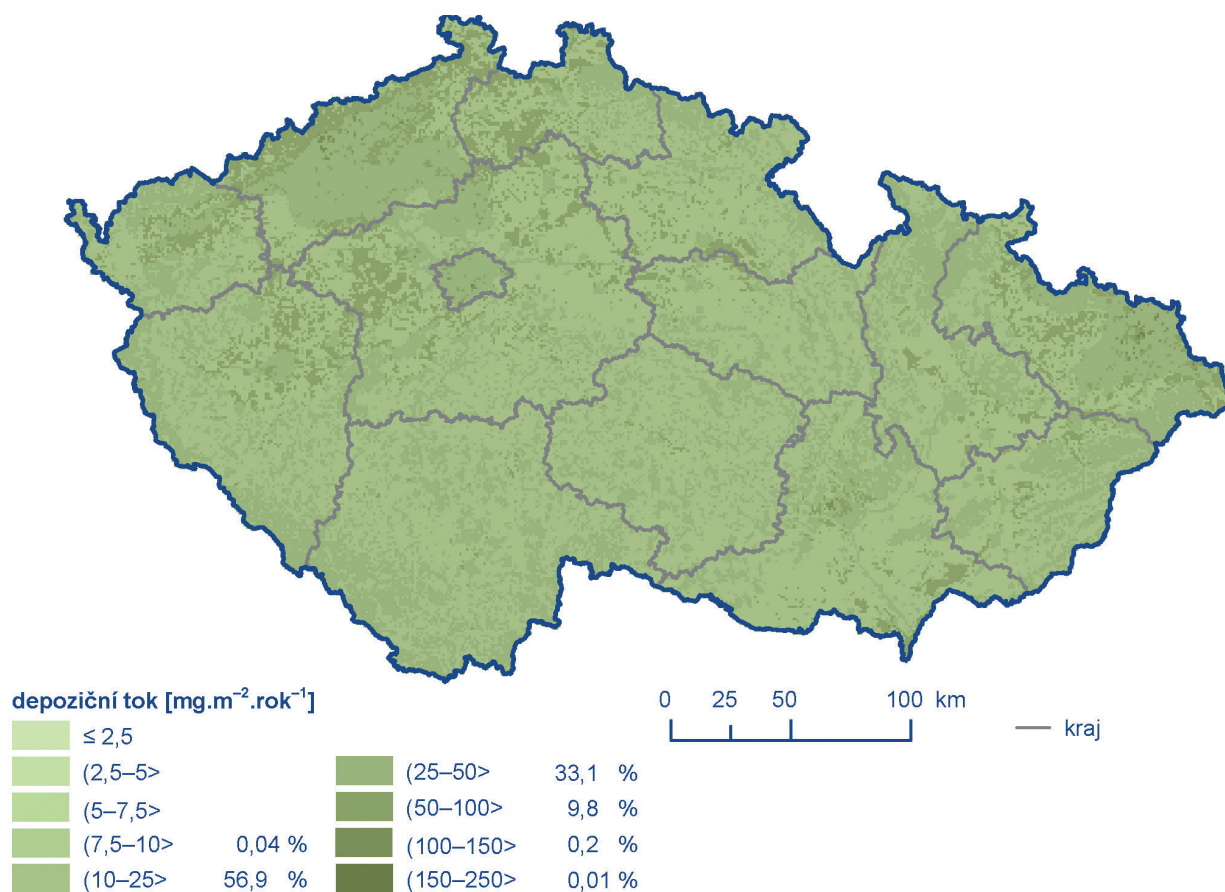 depoziční tok [mg.m⁻².rok⁻¹]
≤ 2,5
(2,5–5>
(5–7,5>
(7,5–10> 0,04 %
(10–25> 56,9 %
(25–50> 33,1 %
(50–100> 9,8 %
(100–150> 0,2 %
(150–250> 0,01 %
0 25 50 100 km
kraj